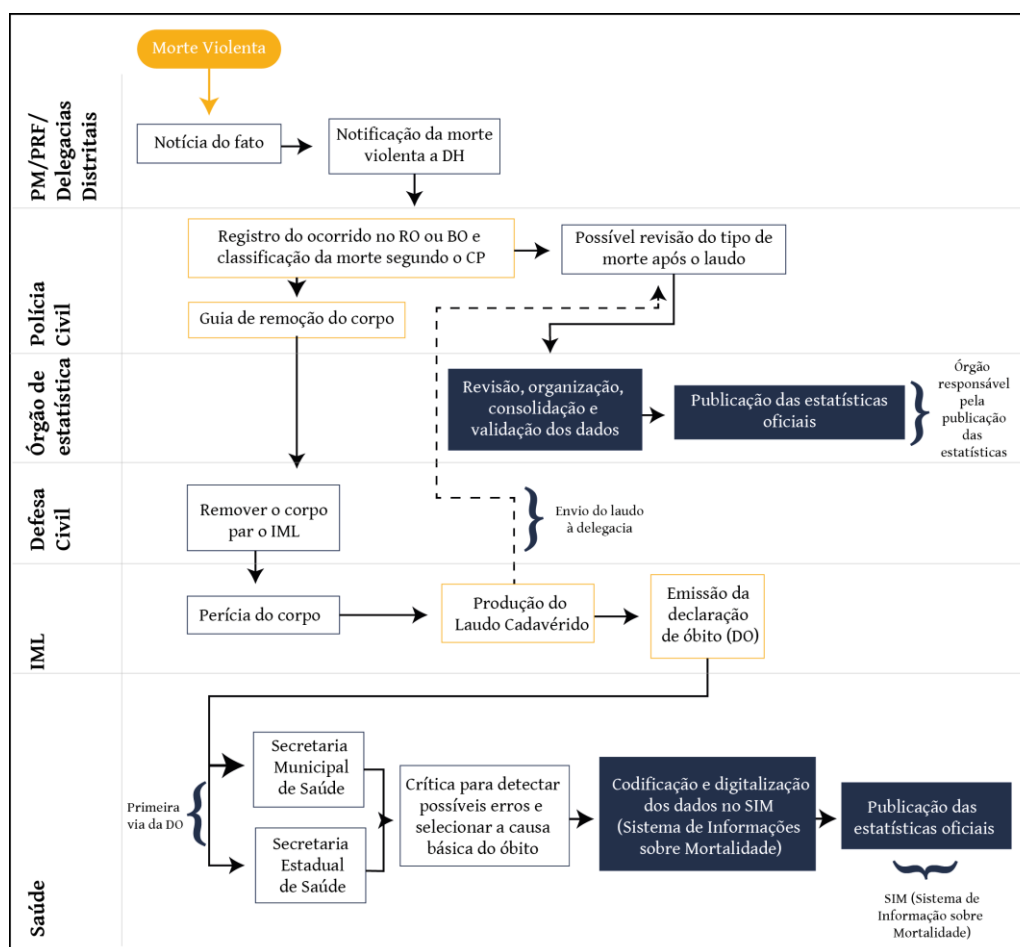 Morte Violenta
PM/PRF/
Delegacias
Distritais
Notícia do fato
Notificação da morte
violenta a DH
Polícia
Civil
Registro do ocorrido no RO ou BO e
classificação da morte segundo o CP
Possível revisão do tipo de
morte após o laudo
Guia de remoção do corpo
Órgão de
estatística
Revisão, organização,
consolidação e
validação dos dados
Publicação das estatísticas
oficiais
Órgão
responsável
pela
publicação
das
estatísticas
Defesa
Civil
Remover o corpo
par o IML
Envio do laudo
à delegacia
IML
Perícia do corpo
Produção do
Laudo Cadavérido
Emissão da
declaração
de óbito (DO)
Saúde
Primeira
via da DO
Secretaria
Municipal
de Saúde
Secretaria
Estadual
de Saúde
Crítica para detectar
possíveis erros e
selecionar a causa
básica do óbito
Codificação e digitalização
dos dados no SIM
(Sistema de Informações
sobre Mortalidade)
Publicação das
estatísticas oficiais
SIM (Sistema de
Informação sobre
Mortalidade)